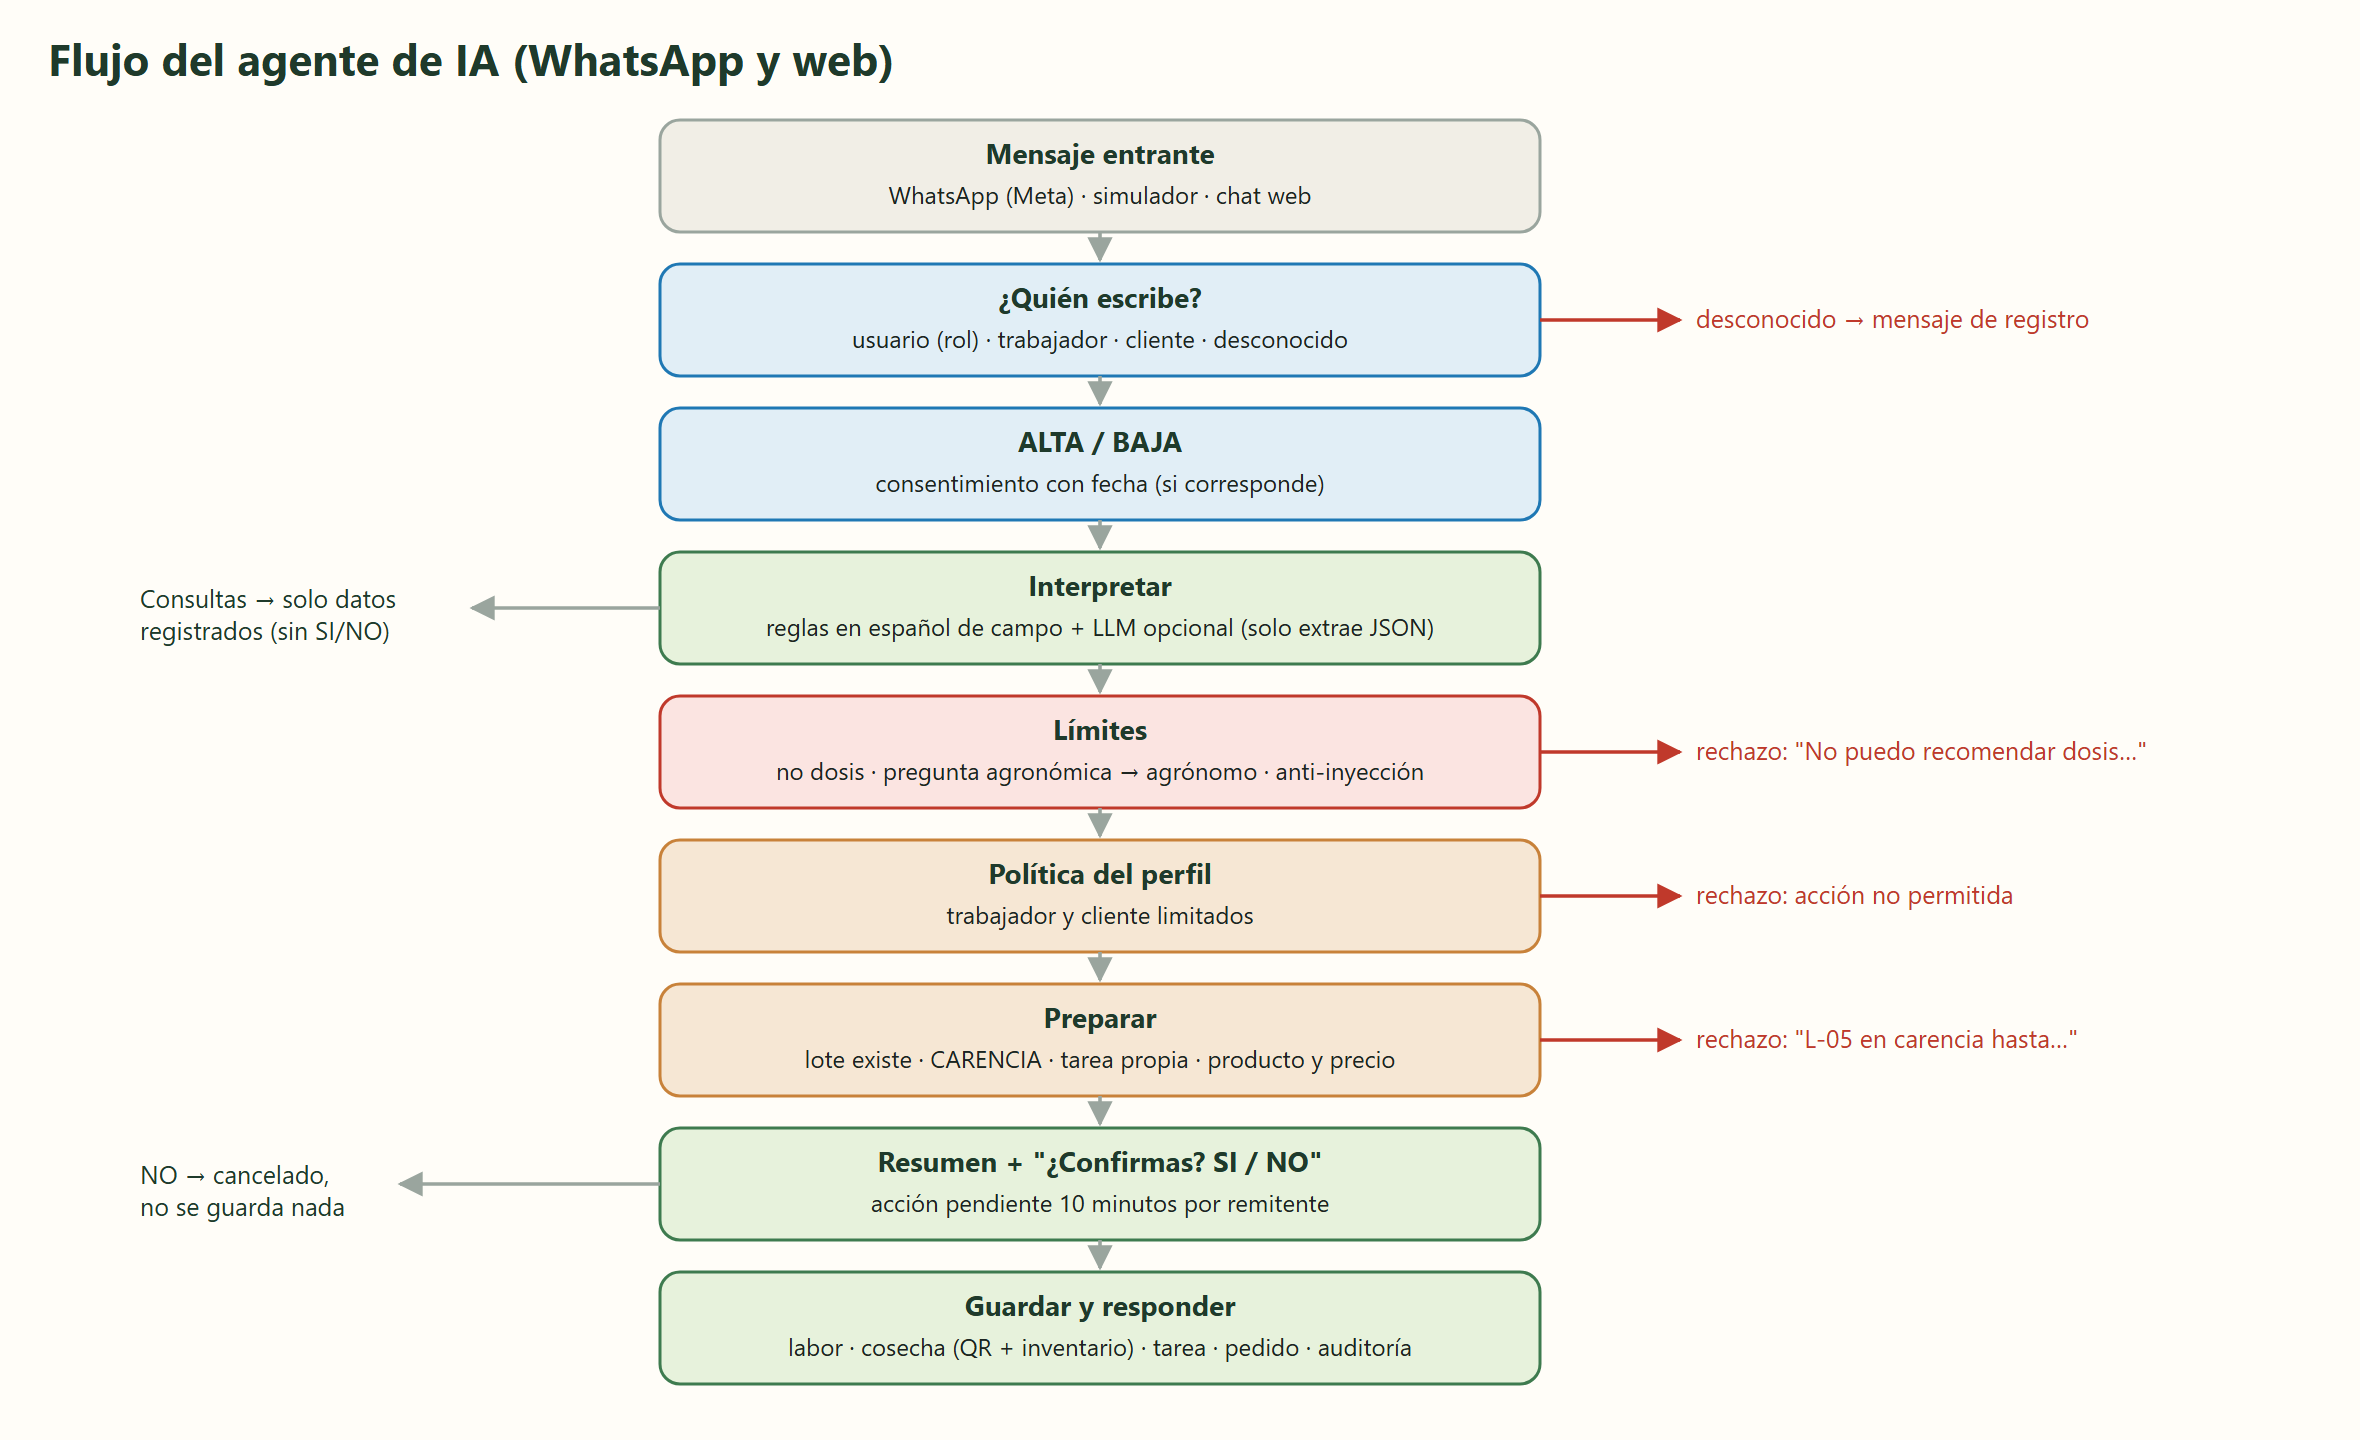 Flujo del agente de IA (WhatsApp y web)
Mensaje entrante
WhatsApp (Meta) · simulador · chat web
¿Quién escribe?
usuario (rol) · trabajador · cliente · desconocido
desconocido → mensaje de registro
ALTA / BAJA
consentimiento con fecha (si corresponde)
Interpretar
reglas en español de campo + LLM opcional (solo extrae JSON)
Consultas → solo datos
registrados (sin SI/NO)
Límites
no dosis · pregunta agronómica → agrónomo · anti-inyección
rechazo: "No puedo recomendar dosis..."
Política del perfil
trabajador y cliente limitados
rechazo: acción no permitida
Preparar
lote existe · CARENCIA · tarea propia · producto y precio
rechazo: "L-05 en carencia hasta..."
Resumen + "¿Confirmas? SI / NO"
acción pendiente 10 minutos por remitente
NO → cancelado,
no se guarda nada
Guardar y responder
labor · cosecha (QR + inventario) · tarea · pedido · auditoría